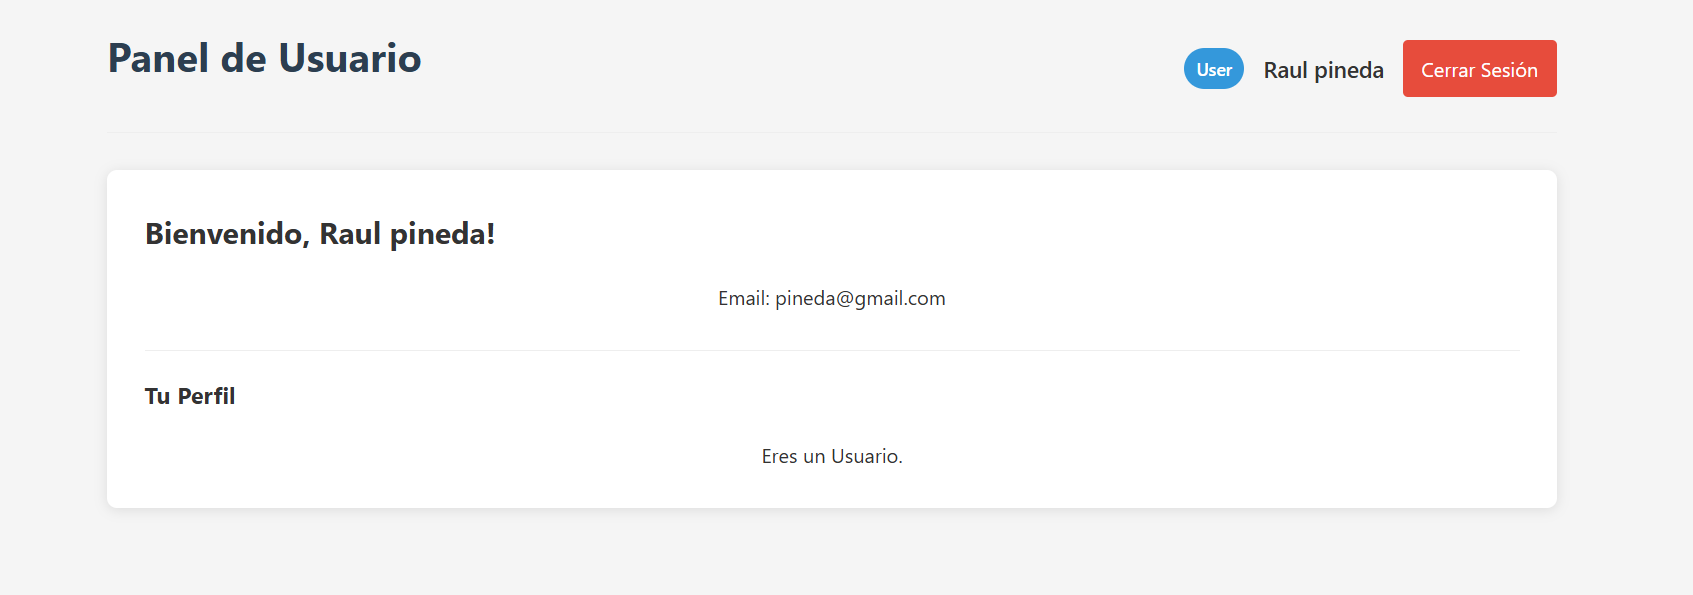 Panel de Usuario
User Raul pineda Cerrar Sesión
Bienvenido, Raul pineda!
Email: pineda@gmail.com
Tu Perfil
Eres un Usuario.